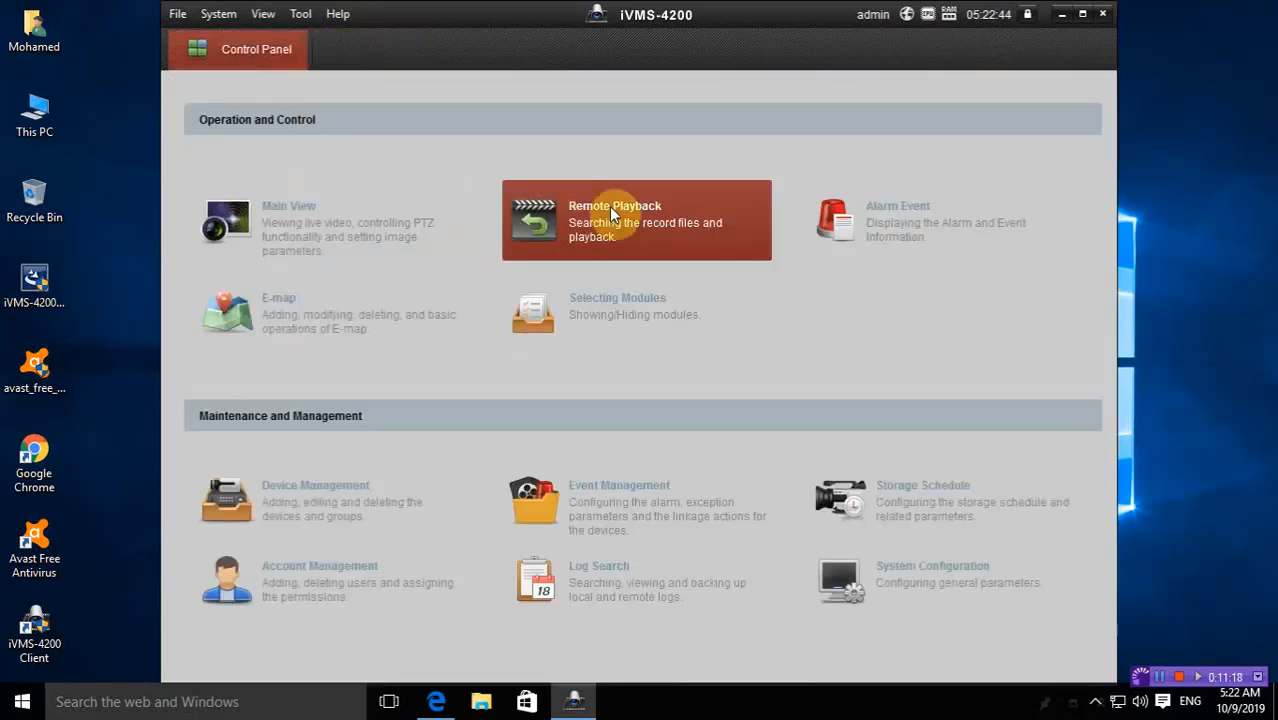 File System View Tool Help
iVMS-4200
admin
05:22:44
Control Panel
Operation and Control
Main View
Viewing live video, controlling PTZ
functionality and setting image
parameters.
Remote Playback
Searching the record files and
playback.
Alarm Event
Displaying the Alarm and Event
Information.
E-map
Adding, modifying, deleting, and basic
operations of E-map.
Selecting Modules
Showing/Hiding modules.
Maintenance and Management
Device Management
Adding, editing and deleting the
devices and groups.
Event Management
Configuring the alarm, exception
parameters and the linkage actions for
the devices.
Storage Schedule
Configuring the storage schedule and
related parameters.
Account Management
Adding, deleting users and assigning
the permissions.
18
Log Search
Searching, viewing and backing up
local and remote logs.
System Configuration
Configuring general parameters.
Mohamed
This PC
Recycle Bin
iVMS-4200...
avast_free_...
Google
Chrome
Avast Free
Antivirus
iVMS-4200
Client
0:11:18
Search the web and Windows
ENG
5:22 AM
10/9/2019